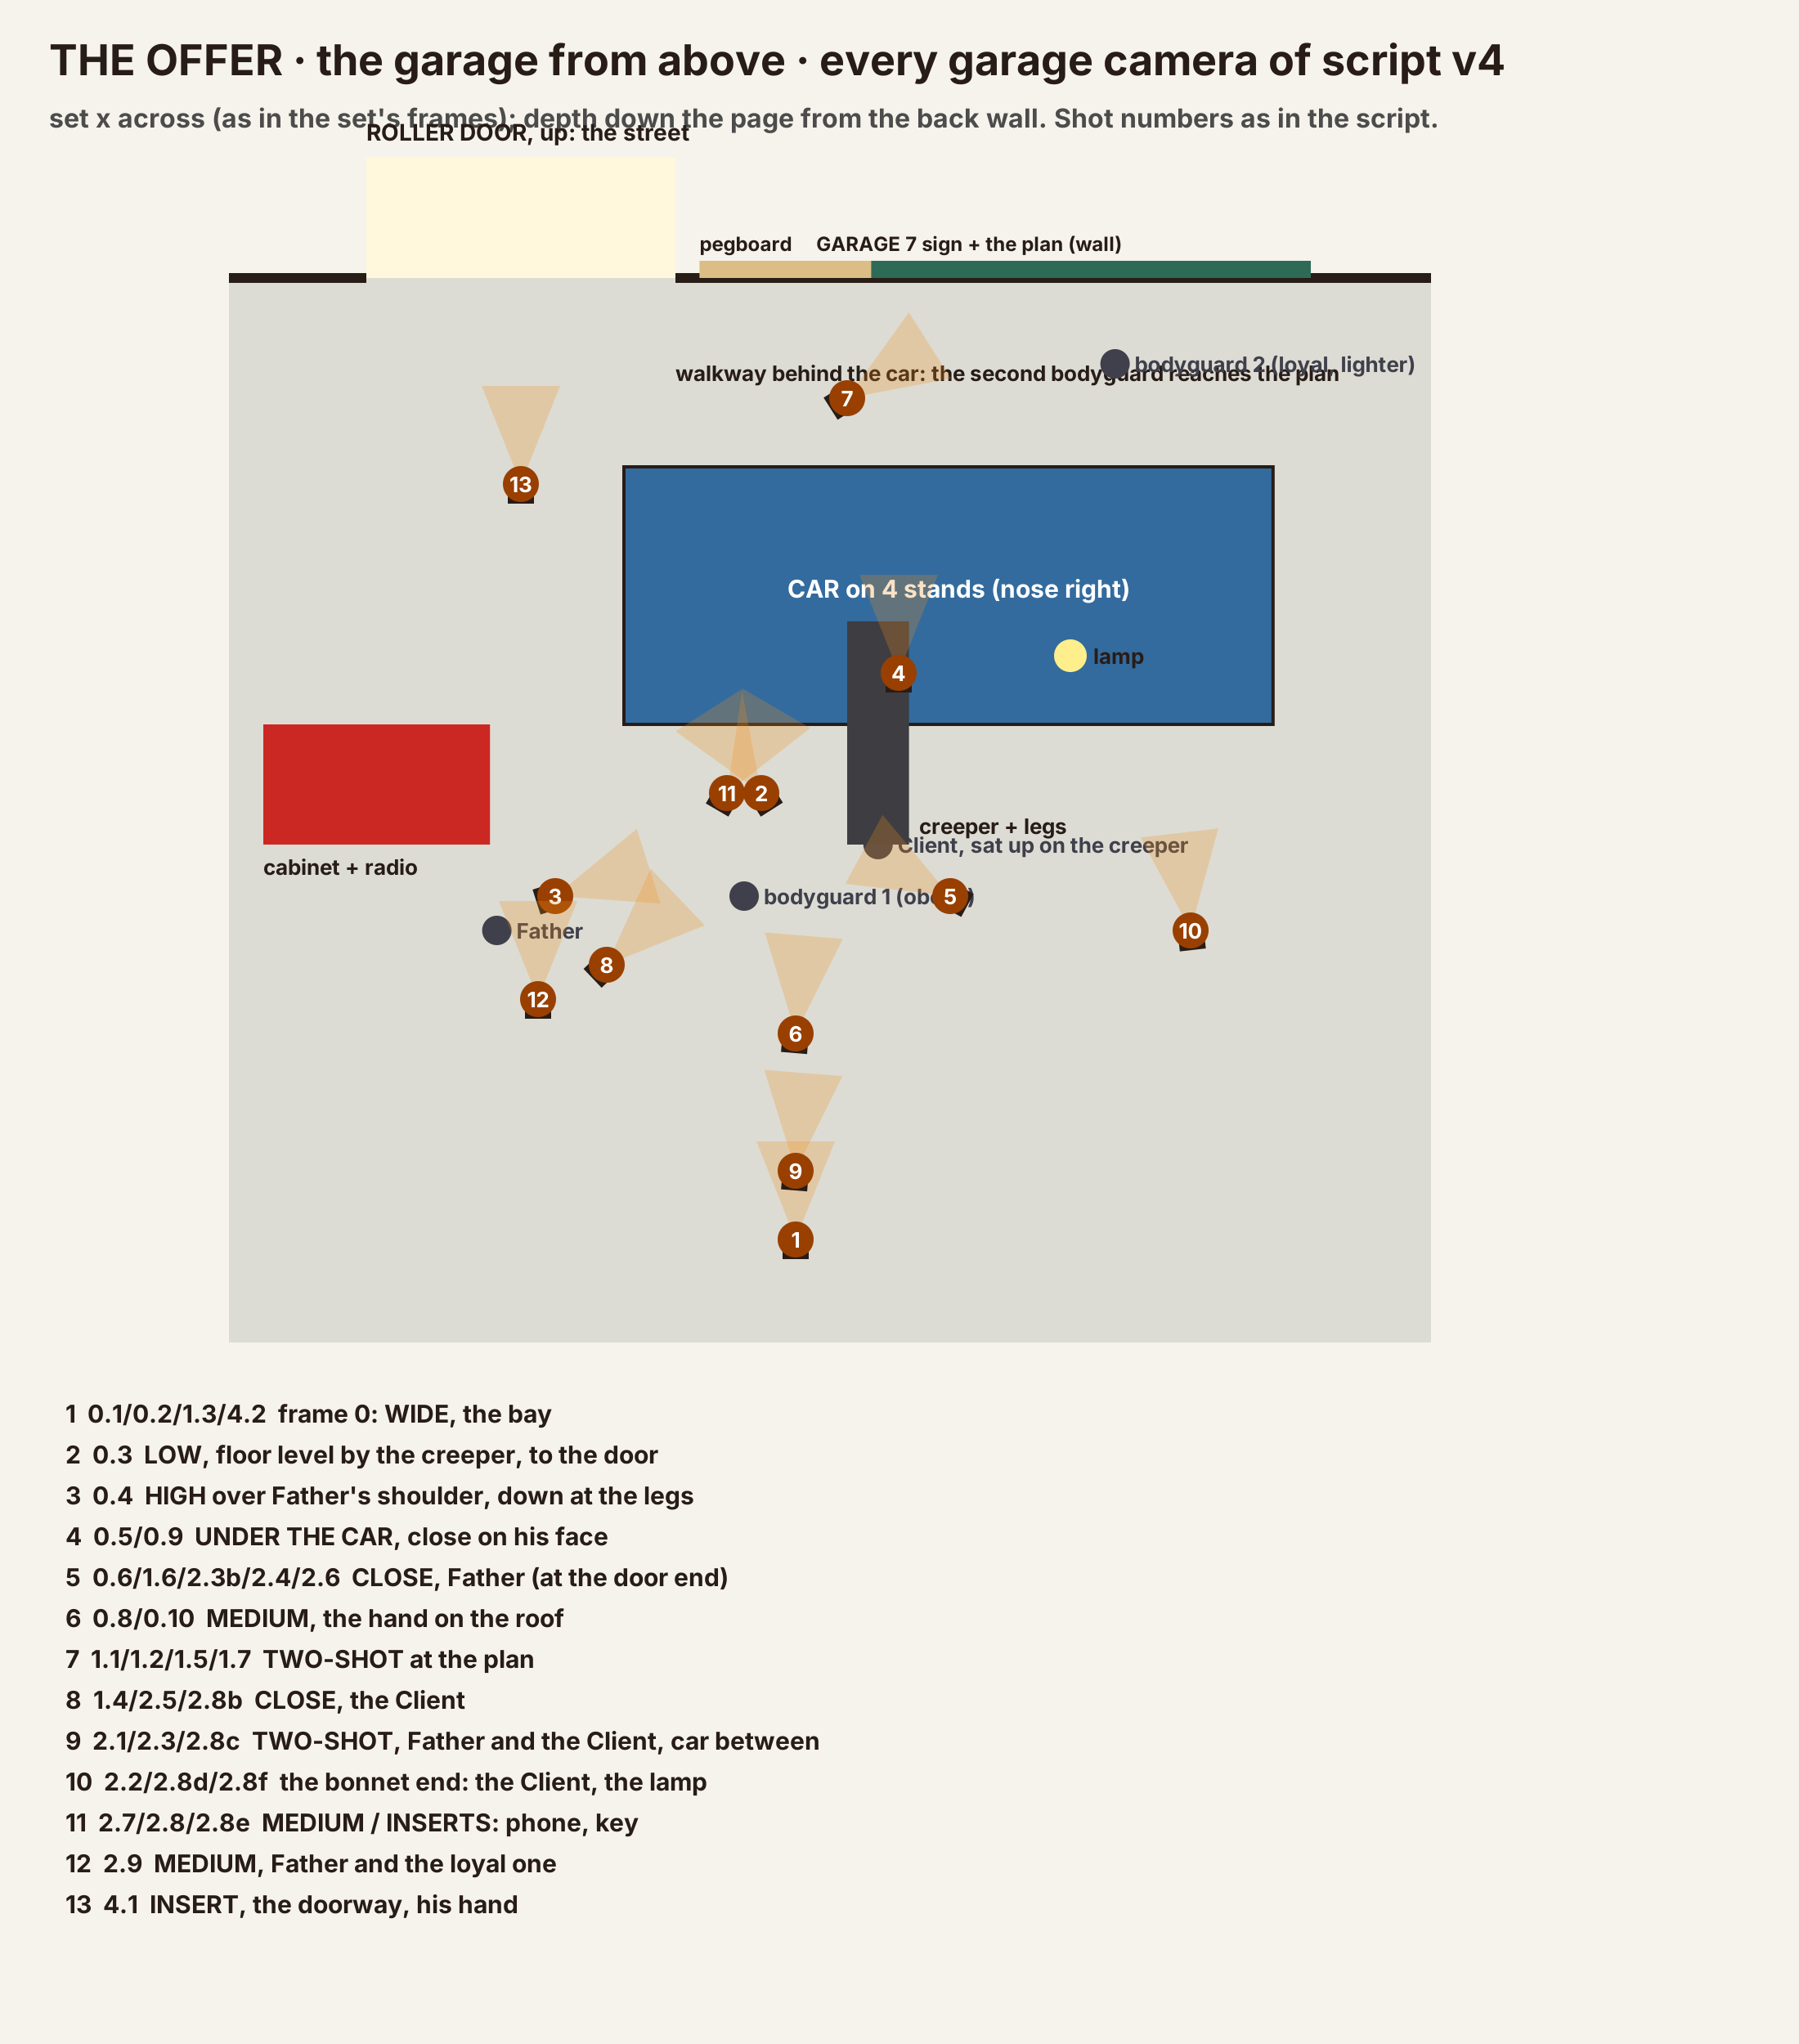 THE OFFER · the garage from above · every garage camera of script v4
set x across (as in the set's frames); depth down the page from the back wall. Shot numbers as in the script.
ROLLER DOOR, up: the street
pegboard
GARAGE 7 sign + the plan (wall)
bodyguard 2 (loyal, lighter)
walkway behind the car: the second bodyguard reaches the plan
7
13
CAR on 4 stands (nose right)
lamp
4
11
2
creeper + legs
Client, sat up on the creeper
cabinet + radio
3
bodyguard 1
5
Father
10
8
12
6
9
1
1 0.1/0.2/1.3/4.2 frame 0: WIDE, the bay
2 0.3 LOW, floor level by the creeper, to the door
3 0.4 HIGH over Father's shoulder, down at the legs
4 0.5/0.9 UNDER THE CAR, close on his face
5 0.6/1.6/2.3b/2.4/2.6 CLOSE, Father (at the door end)
6 0.8/0.10 MEDIUM, the hand on the roof
7 1.1/1.2/1.5/1.7 TWO-SHOT at the plan
8 1.4/2.5/2.8b CLOSE, the Client
9 2.1/2.3/2.8c TWO-SHOT, Father and the Client, car between
10 2.2/2.8d/2.8f the bonnet end: the Client, the lamp
11 2.7/2.8/2.8e MEDIUM / INSERTS: phone, key
12 2.9 MEDIUM, Father and the loyal one
13 4.1 INSERT, the doorway, his hand